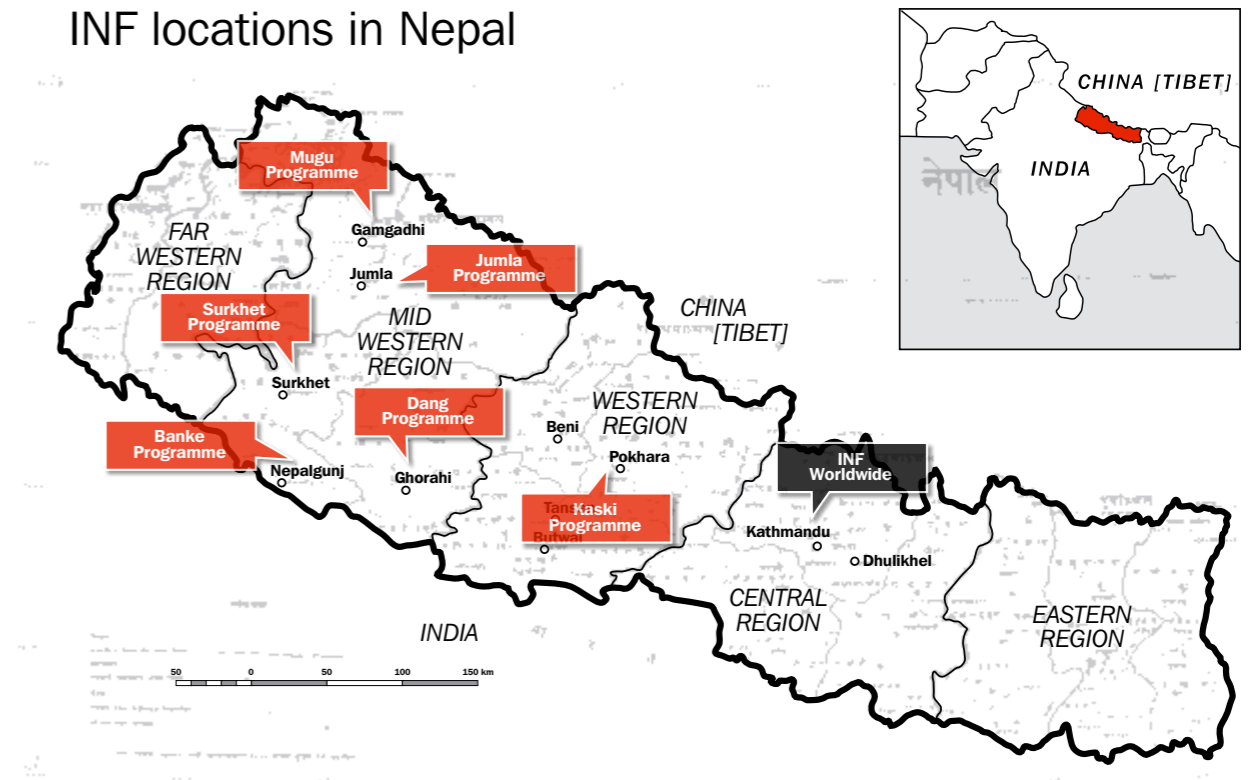 INF locations in Nepal
CHINA [TIBET]
INDIA
नेपाल
Mugu
Programme
Gamgadhi
FAR
WESTERN
REGION
Jumla
Programme
Jumla
Surkhet
Programme
MID
WESTERN
REGION
CHINA
[TIBET]
Surkhet
Dang
Programme
WESTERN
REGION
Banke
Programme
Beni
Pokhara
INF
Worldwide
Nepalgunj
Ghorahi
Kaski
Programme
Butwal
Kathmandu
Dhulikhel
CENTRAL
REGION
EASTERN
REGION
INDIA
50 0 50 100 150 km